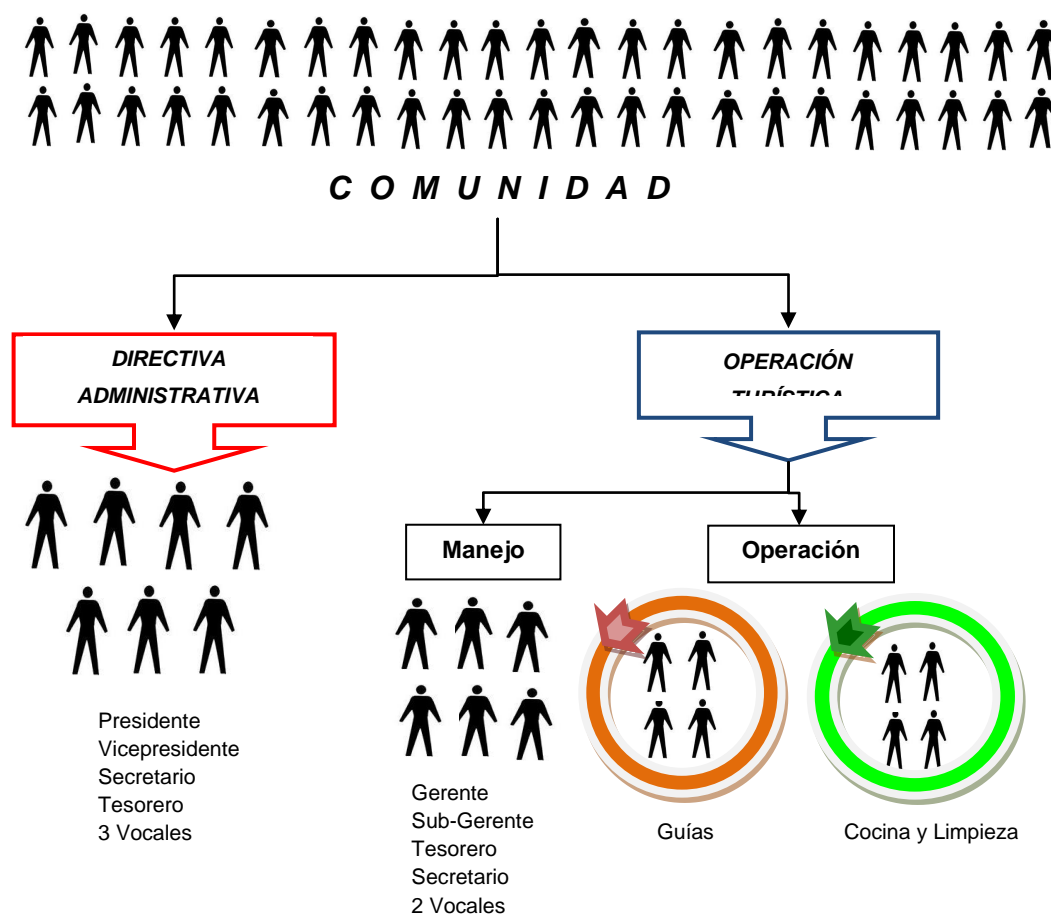 C O M U N I D A D
DIRECTIVA
ADMINISTRATIVA
OPERACIÓN
TURÍSTICA
Manejo
Operación
Presidente
Vicepresidente
Secretario
Tesorero
3 Vocales
Gerente
Sub-Gerente
Tesorero
Secretario
2 Vocales
Guías
Cocina y Limpieza